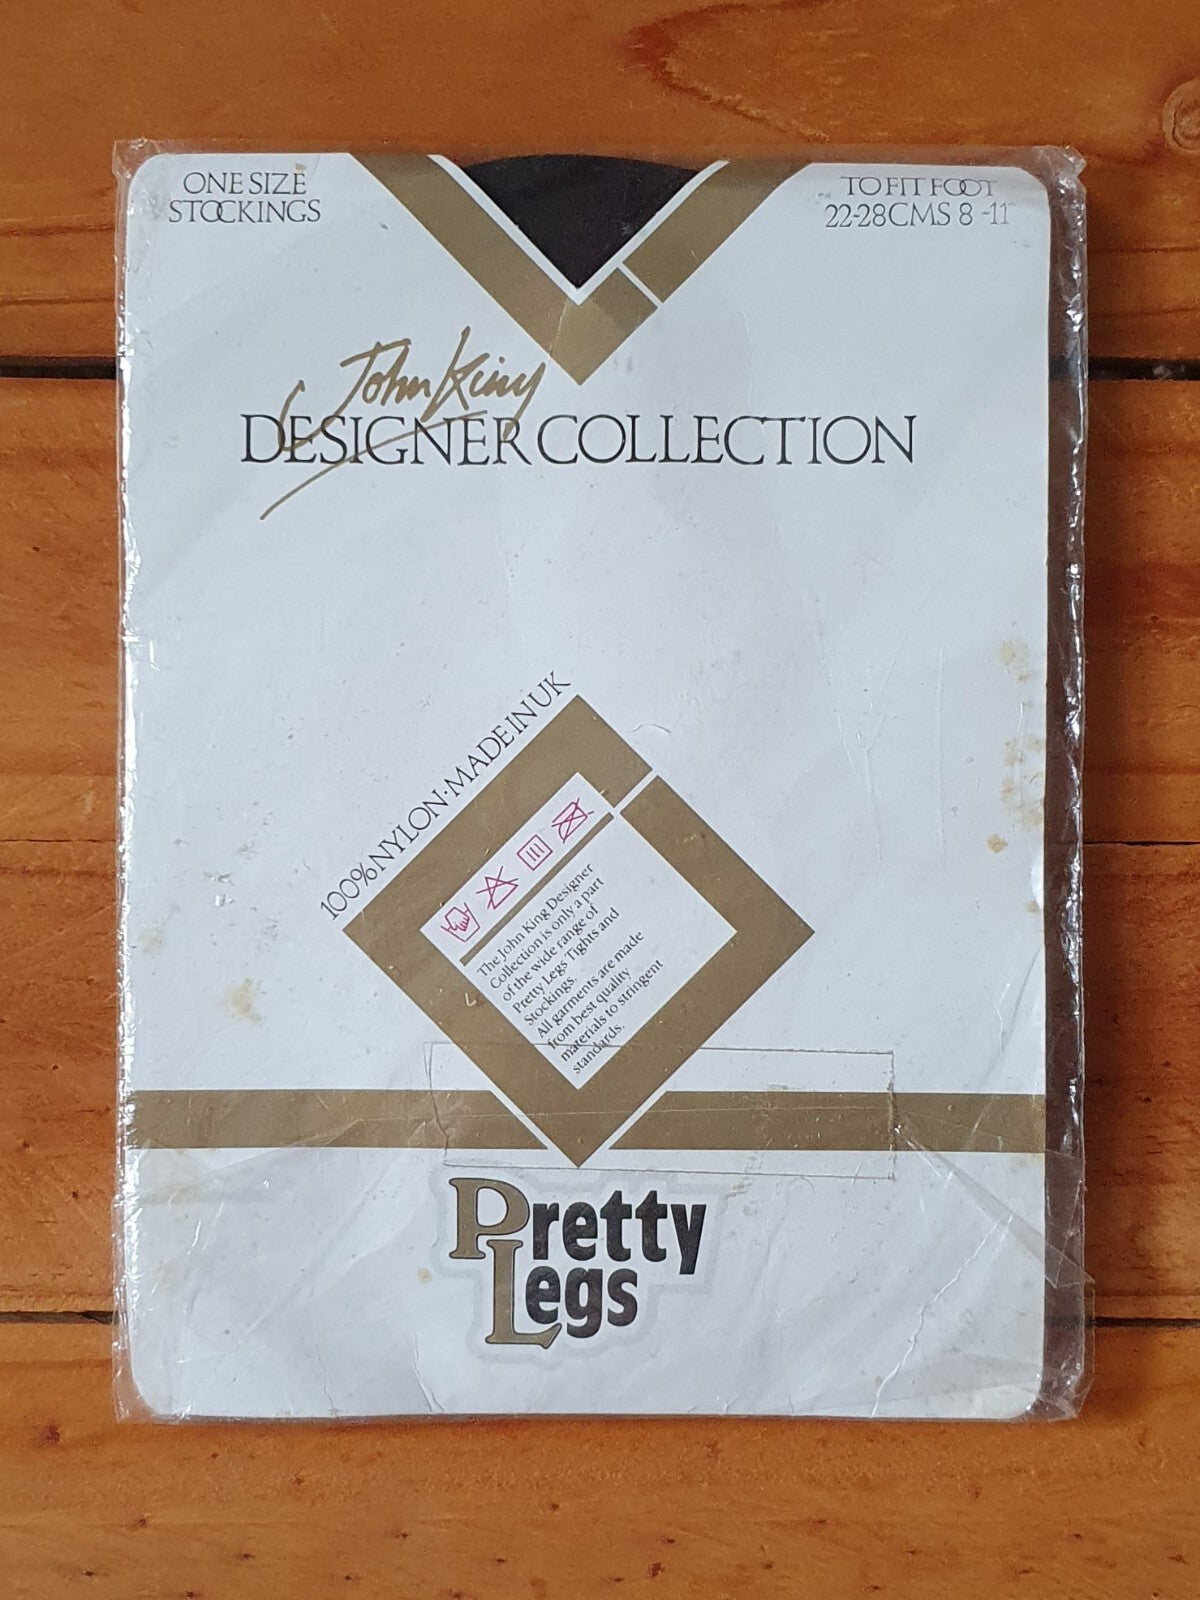 ONE SIZE
STOCKINGS
TO FIT FOOT
22-28CMS 8 -11
John King
DESIGNER COLLECTION
100% NYLON · MADE IN UK
The John King Designer
Collection is only a part
of the wide range of
Pretty Legs Tights and
Stockings.
All garments are made
from best quality
materials to stringent
standards.
Pretty
Legs